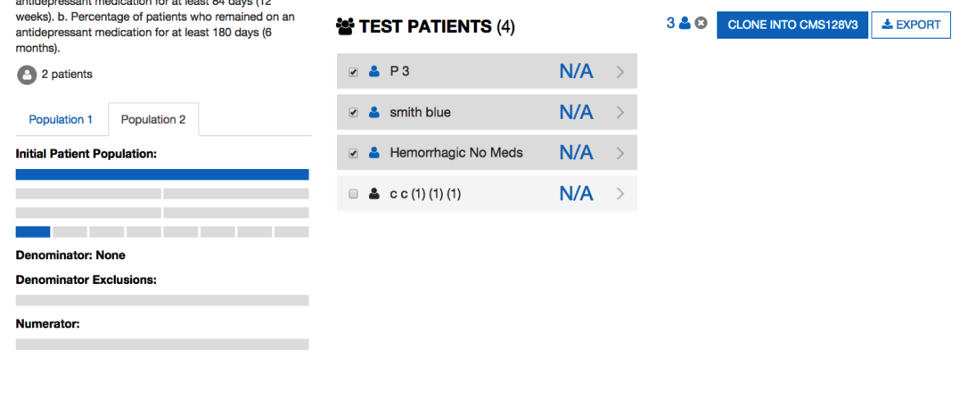 antidepressant medication for at least 84 days (12
weeks). b. Percentage of patients who remained on an
antidepressant medication for at least 180 days (6
months).
2 patients
Population 1
Population 2
Initial Patient Population:
Denominator: None
Denominator Exclusions:
Numerator:
TEST PATIENTS (4)
P 3 N/A
smith blue N/A
Hemorrhagic No Meds N/A
c c (1) (1) (1) N/A
3
CLONE INTO CMS128V3
EXPORT